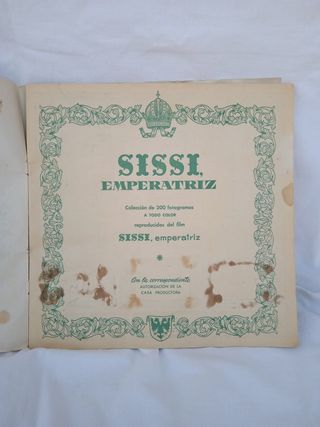 SISSI,
EMPERATRIZ
Colección de 200 fotogramas
A TODO COLOR
reproducidos del film
SISSI, emperatriz
Con la correspondiente
AUTORIZACION DE LA
CASA PRODUCTORA